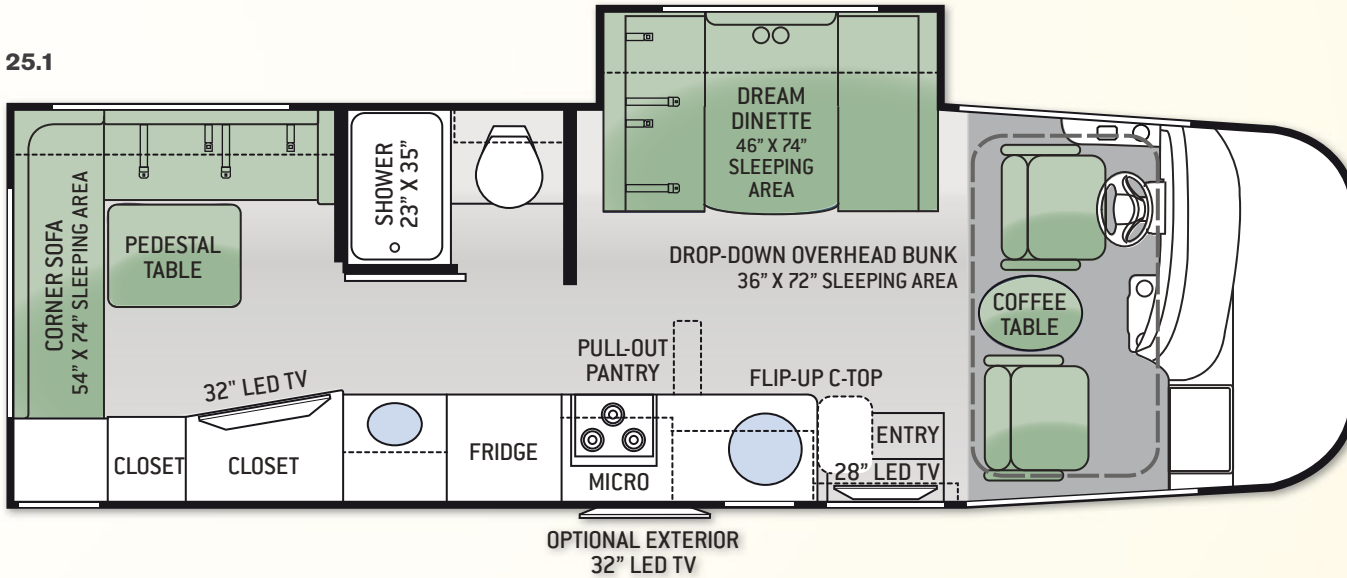 25.1
CORNER SOFA
54" X 74" SLEEPING AREA
PEDESTAL
TABLE
SHOWER
23" X 35"
DREAM
DINETTE
46" X 74"
SLEEPING
AREA
DROP-DOWN OVERHEAD BUNK
36" X 72" SLEEPING AREA
COFFEE
TABLE
PULL-OUT
PANTRY
FLIP-UP C-TOP
32" LED TV
CLOSET
CLOSET
FRIDGE
MICRO
ENTRY
28" LED TV
OPTIONAL EXTERIOR
32" LED TV